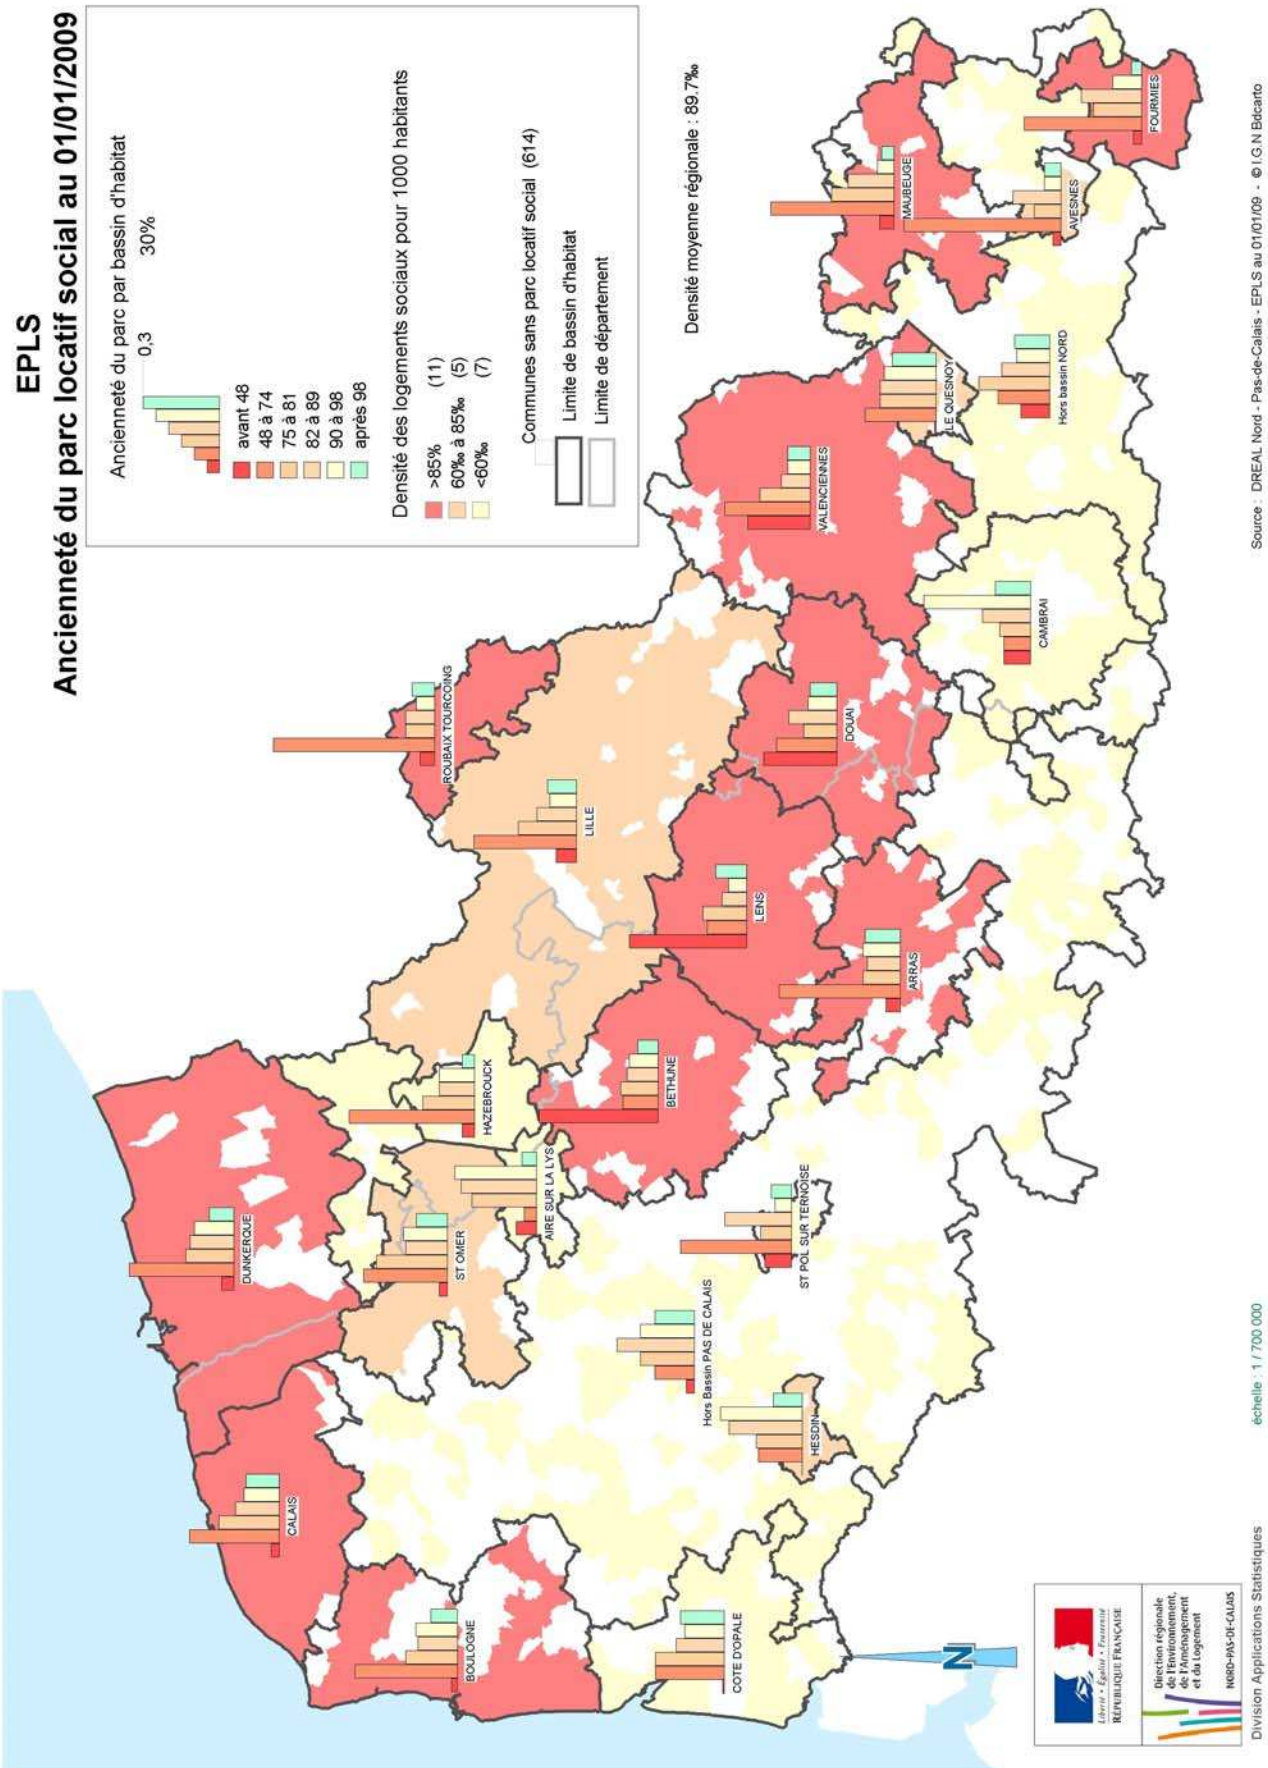 EPLS
Ancienneté du parc locatif social au 01/01/2009
Ancienneté du parc par bassin d'habitat
0,3
30%
avant 48
48 à 74
75 à 81
82 à 89
90 à 98
après 98
Densité des logements sociaux pour 1000 habitants
>85% (11)
60‰ à 85‰ (5)
<60‰ (7)
Communes sans parc locatif social (614)
Limite de bassin d'habitat
Limite de département
Densité moyenne régionale : 89.7‰
DUNKERQUE
CALAIS
BOULOGNE
COTE D'OPALE
ST OMER
HAZEBROUCK
AIRE SUR LA LYS
BETHUNE
LILLE
ROUBAIX TOURCOING
LENS
DOUAI
ARRAS
ST POL SUR TERNOISE
Hors Bassin PAS DE CALAIS
HESDIN
VALENCIENNES
CAMBRAI
LE QUESNOY
Hors bassin NORD
MAUBEUGE
AVESNES
FOURMIES
N
Liberté • Égalité • Fraternité
RÉPUBLIQUE FRANÇAISE
Direction régionale
de l'Environnement,
de l'Aménagement
et du Logement
NORD-PAS-DE-CALAIS
Division Applications Statistiques
échelle : 1 / 700 000
Source : DREAL Nord - Pas-de-Calais - EPLS au 01/01/09 - © I.G.N Bdcarto